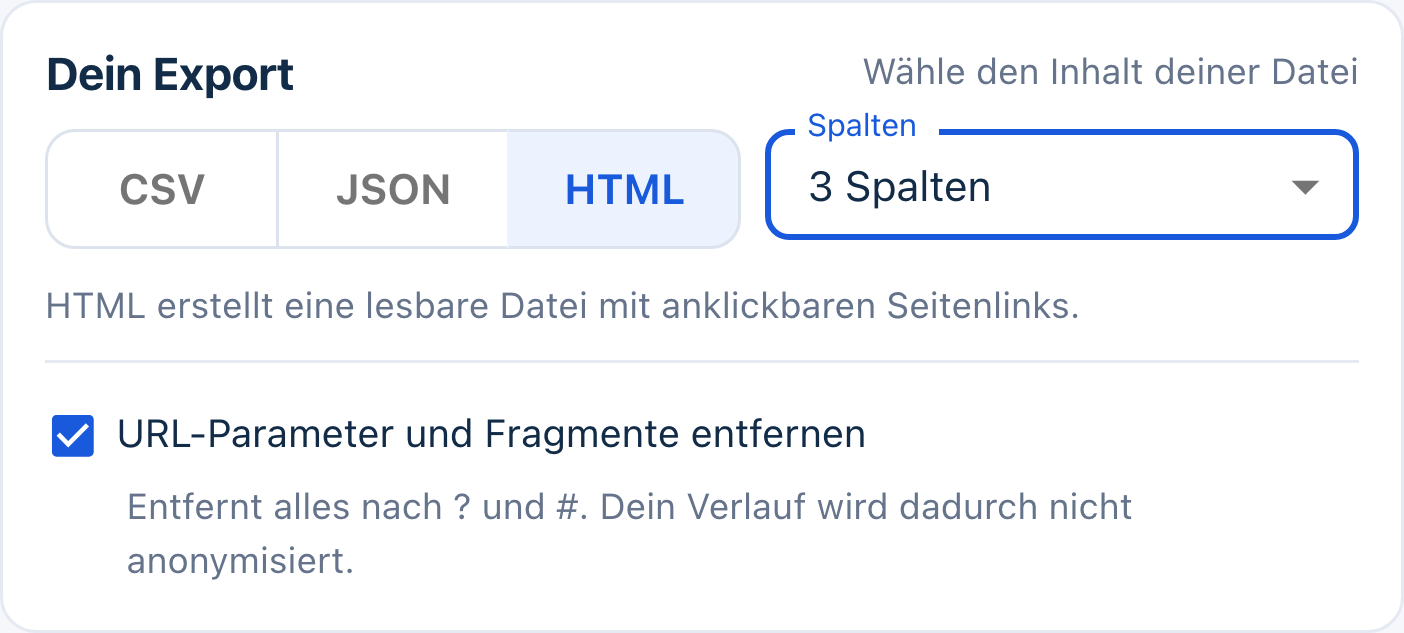 Dein Export
Wähle den Inhalt deiner Datei
CSV
JSON
HTML
Spalten
3 Spalten
HTML erstellt eine lesbare Datei mit anklickbaren Seitenlinks.
URL-Parameter und Fragmente entfernen
Entfernt alles nach ? und #. Dein Verlauf wird dadurch nicht
anonymisiert.